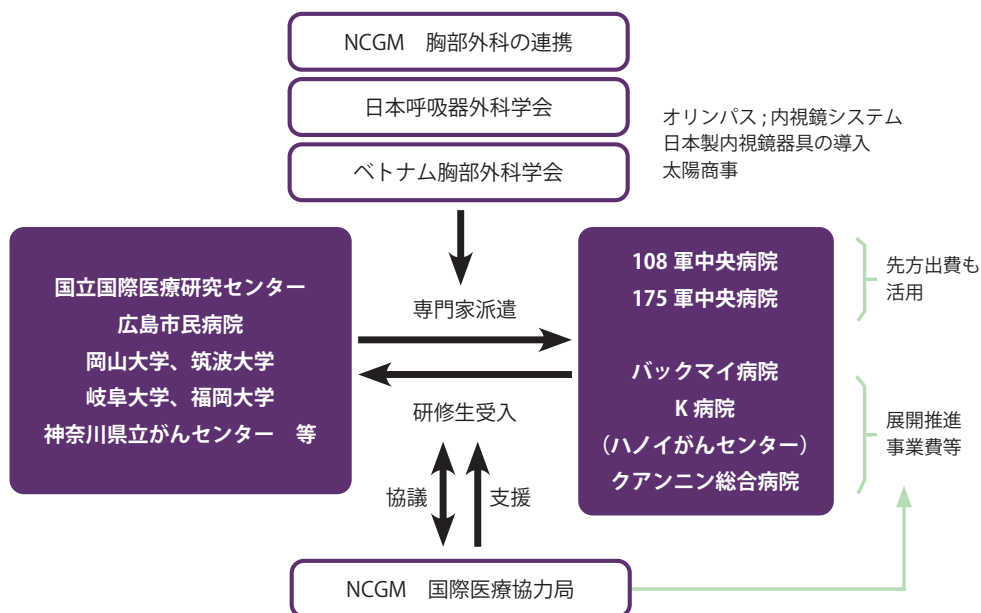 NCGM 胸部外科の連携
日本呼吸器外科学会
ベトナム胸部外科学会
オリンパス ; 内視鏡システム
日本製内視鏡器具の導入
太陽商事
国立国際医療研究センター
広島市民病院
岡山大学、筑波大学
岐阜大学、福岡大学
神奈川県立がんセンター 等
専門家派遣
研修生受入
108 軍中央病院
175 軍中央病院
バックマイ病院
K 病院
(ハノイがんセンター)
クアンニン総合病院
先方出費も
活用
展開推進
事業費等
協議
支援
NCGM 国際医療協力局